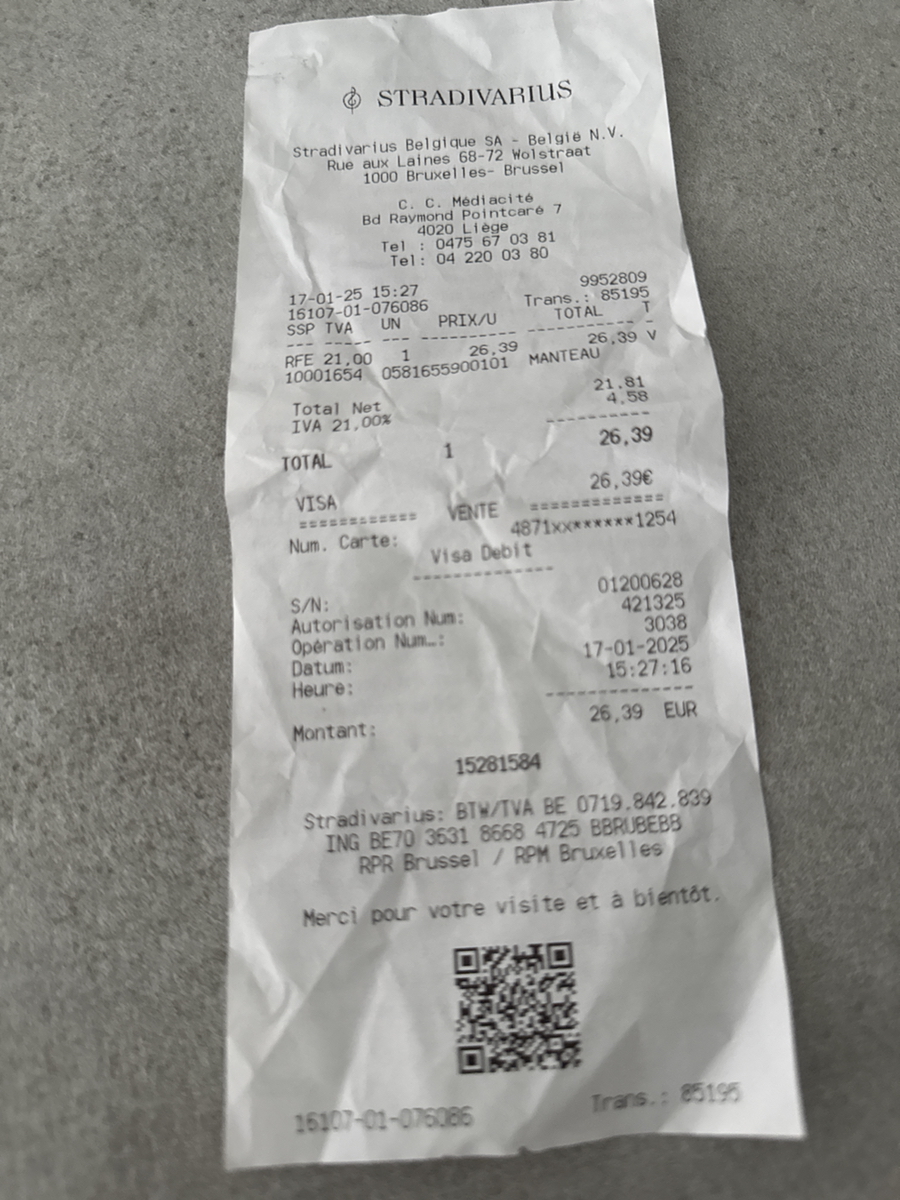 STRADIVARIUS
Stradivarius Belgique SA - België N.V.
Rue aux Laines 68-72 Wolstraat
1000 Bruxelles- Brussel
C. C. Médiacité
Bd Raymond Pointcaré 7
4020 Liège
Tel : 0475 67 03 81
Tel: 04 220 03 80
17-01-25 15:27 9952809
16107-01-076086 Trans.: 85195
SSP TVA UN PRIX/U TOTAL T
--- ----- --- ---------- ----------- -
RFE 21,00 1 26,39 26,39 V
10001654 0581655900101 MANTEAU
Total Net 21.81
IVA 21,00% 4.58
----------
TOTAL 1 26,39
VISA 26,39€
============ VENTE =============
Num. Carte: 4871xx******1254
Visa Debit
-------------
S/N: 01200628
Autorisation Num: 421325
Opération Num…: 3038
Datum: 17-01-2025
Heure: 15:27:16
-------------
Montant: 26,39 EUR
15281584
Stradivarius: BTW/TVA BE 0719.842.839
ING BE70 3631 8668 4725 BBRUBEBB
RPR Brussel / RPM Bruxelles
Merci pour votre visite et à bientôt.
16107-01-076086 Trans.: 85195